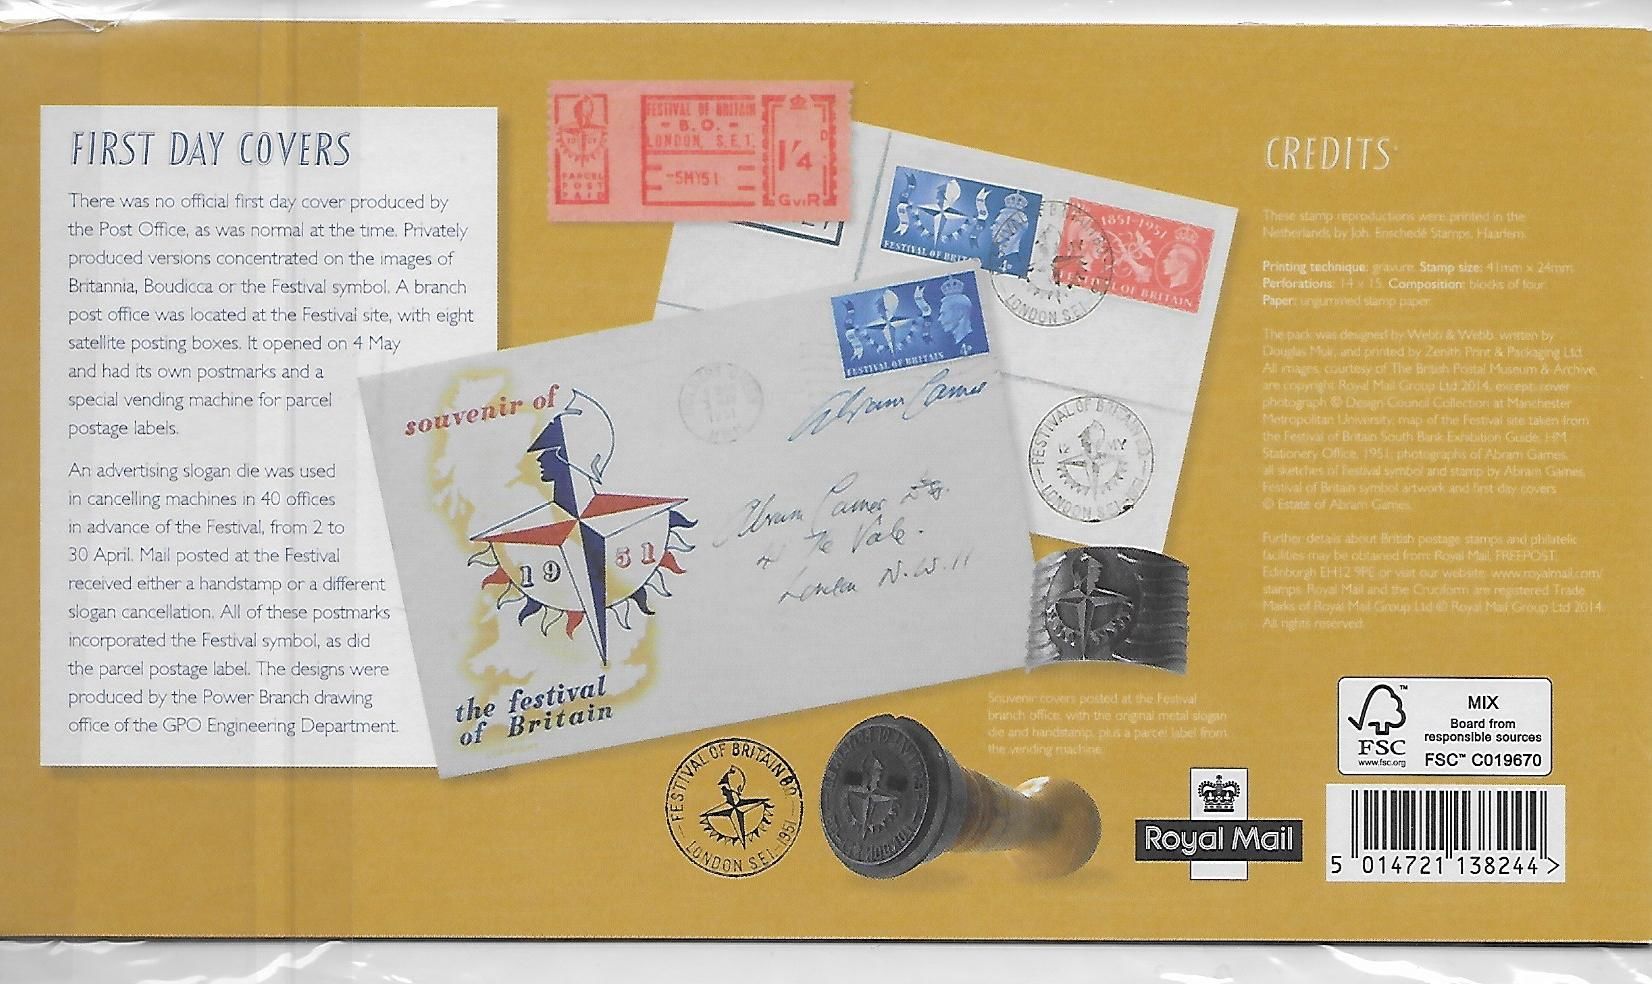 FIRST DAY COVERS
There was no official first day cover produced by
the Post Office, as was normal at the time. Privately
produced versions concentrated on the images of
Britannia, Boudicca or the Festival symbol. A branch
post office was located at the Festival site, with eight
satellite posting boxes. It opened on 4 May
and had its own postmarks and a
special vending machine for parcel
postage labels.
An advertising slogan die was used
in cancelling machines in 40 offices
in advance of the Festival, from 2 to
30 April. Mail posted at the Festival
received either a handstamp or a different
slogan cancellation. All of these postmarks
incorporated the Festival symbol, as did
the parcel postage label. The designs were
produced by the Power Branch drawing
office of the GPO Engineering Department.
PARCEL
POST
PAID
FESTIVAL OF BRITAIN
- B.O. -
LONDON, S.E.1.
-5MY51
1/4
D
GVIR
FESTIVAL OF BRITAIN 4D
1851-1951
FESTIVAL OF BRITAIN
LONDON S.E.1.
FESTIVAL OF BRITAIN 4D
Abram Games
souvenir of
1951
the festival
of Britain
Abram Games
The Vale.
London N.W.11
FESTIVAL OF BRITAIN B.O.
12 MY
LONDON S.E.1
FESTIVAL OF BRITAIN B.O.
LONDON S.E.1 - 1951
Souvenir covers posted at the Festival
branch office, with the original metal slogan
die and handstamp, plus a parcel label from
the vending machine.
CREDITS
These stamp reproductions were printed in the
Netherlands by Joh. Enschedé Stamps, Haarlem.
Printing technique: gravure. Stamp size: 41mm x 24mm
Perforations: 14 x 15. Composition: blocks of four.
Paper: ungummed stamp paper.
The pack was designed by Webb & Webb, written by
Douglas Muir and printed by Zenith Print & Packaging Ltd.
All images, courtesy of The British Postal Museum & Archive,
are copyright Royal Mail Group Ltd 2014, except: cover
photograph © Design Council Collection at Manchester
Metropolitan University; map of the Festival site taken from
the Festival of Britain South Bank Exhibition Guide, HM
Stationery Office, 1951; photographs of Abram Games,
all sketches of Festival symbol and stamp by Abram Games,
Festival of Britain symbol artwork and first day covers
© Estate of Abram Games.
Further details about British postage stamps and philatelic
facilities may be obtained from: Royal Mail, FREEPOST,
Edinburgh EH12 9PE or visit our website: www.royalmail.com/
stamps. Royal Mail and the Cruciform are registered Trade
Marks of Royal Mail Group Ltd © Royal Mail Group Ltd 2014.
All rights reserved.
FSC
www.fsc.org
MIX
Board from
responsible sources
FSC™ C019670
Royal Mail
5 014721 138244 >